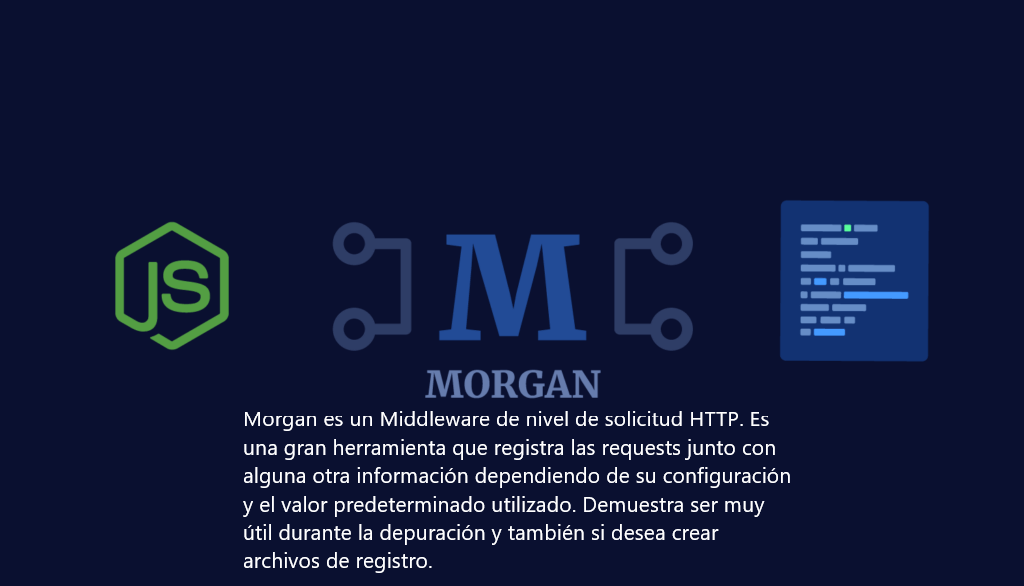 JS
M
MORGAN
Morgan es un Middleware de nivel de solicitud HTTP. Es
una gran herramienta que registra las requests junto con
alguna otra información dependiendo de su configuración
y el valor predeterminado utilizado. Demuestra ser muy
útil durante la depuración y también si desea crear
archivos de registro.